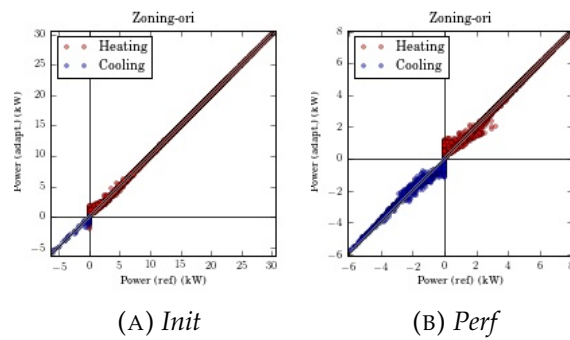 Zoning-ori
30
25
20
15
10
5
0
−5
Power (adapt.) (kW)
Heating
Cooling
−5 0 5 10 15 20 25 30
Power (ref) (kW)
(A) Init
Zoning-ori
8
6
4
2
0
−2
−4
−6
Power (adapt.) (kW)
Heating
Cooling
−6 −4 −2 0 2 4 6 8
Power (ref) (kW)
(B) Perf